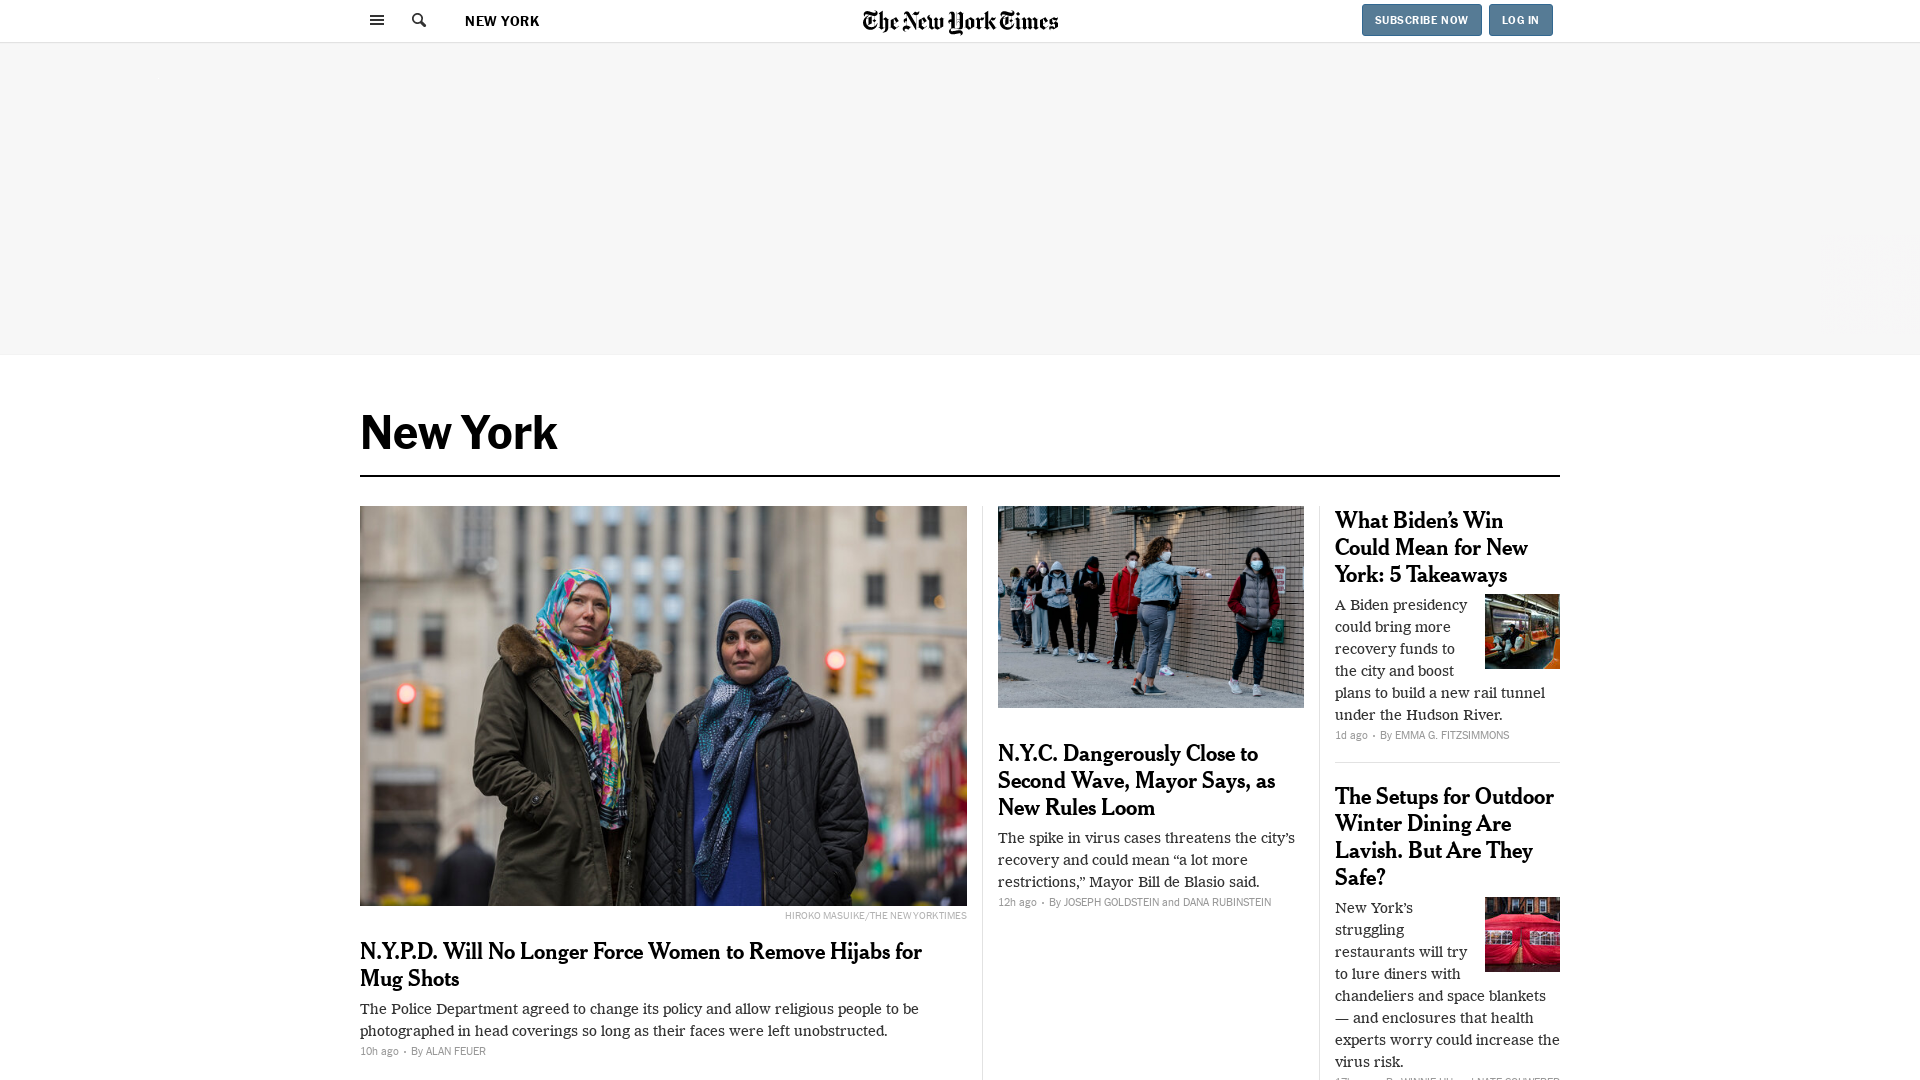 NEW YORK
The New York Times
SUBSCRIBE NOW
LOG IN
New York
HIROKO MASUIKE/THE NEW YORK TIMES
N.Y.P.D. Will No Longer Force Women to Remove Hijabs for
Mug Shots
The Police Department agreed to change its policy and allow religious people to be
photographed in head coverings so long as their faces were left unobstructed.
10h ago • By ALAN FEUER
N.Y.C. Dangerously Close to
Second Wave, Mayor Says, as
New Rules Loom
The spike in virus cases threatens the city’s
recovery and could mean “a lot more
restrictions,” Mayor Bill de Blasio said.
12h ago • By JOSEPH GOLDSTEIN and DANA RUBINSTEIN
What Biden’s Win
Could Mean for New
York: 5 Takeaways
A Biden presidency
could bring more
recovery funds to
the city and boost
plans to build a new rail tunnel
under the Hudson River.
1d ago • By EMMA G. FITZSIMMONS
The Setups for Outdoor
Winter Dining Are
Lavish. But Are They
Safe?
New York’s
struggling
restaurants will try
to lure diners with
chandeliers and space blankets
— and enclosures that health
experts worry could increase the
virus risk.